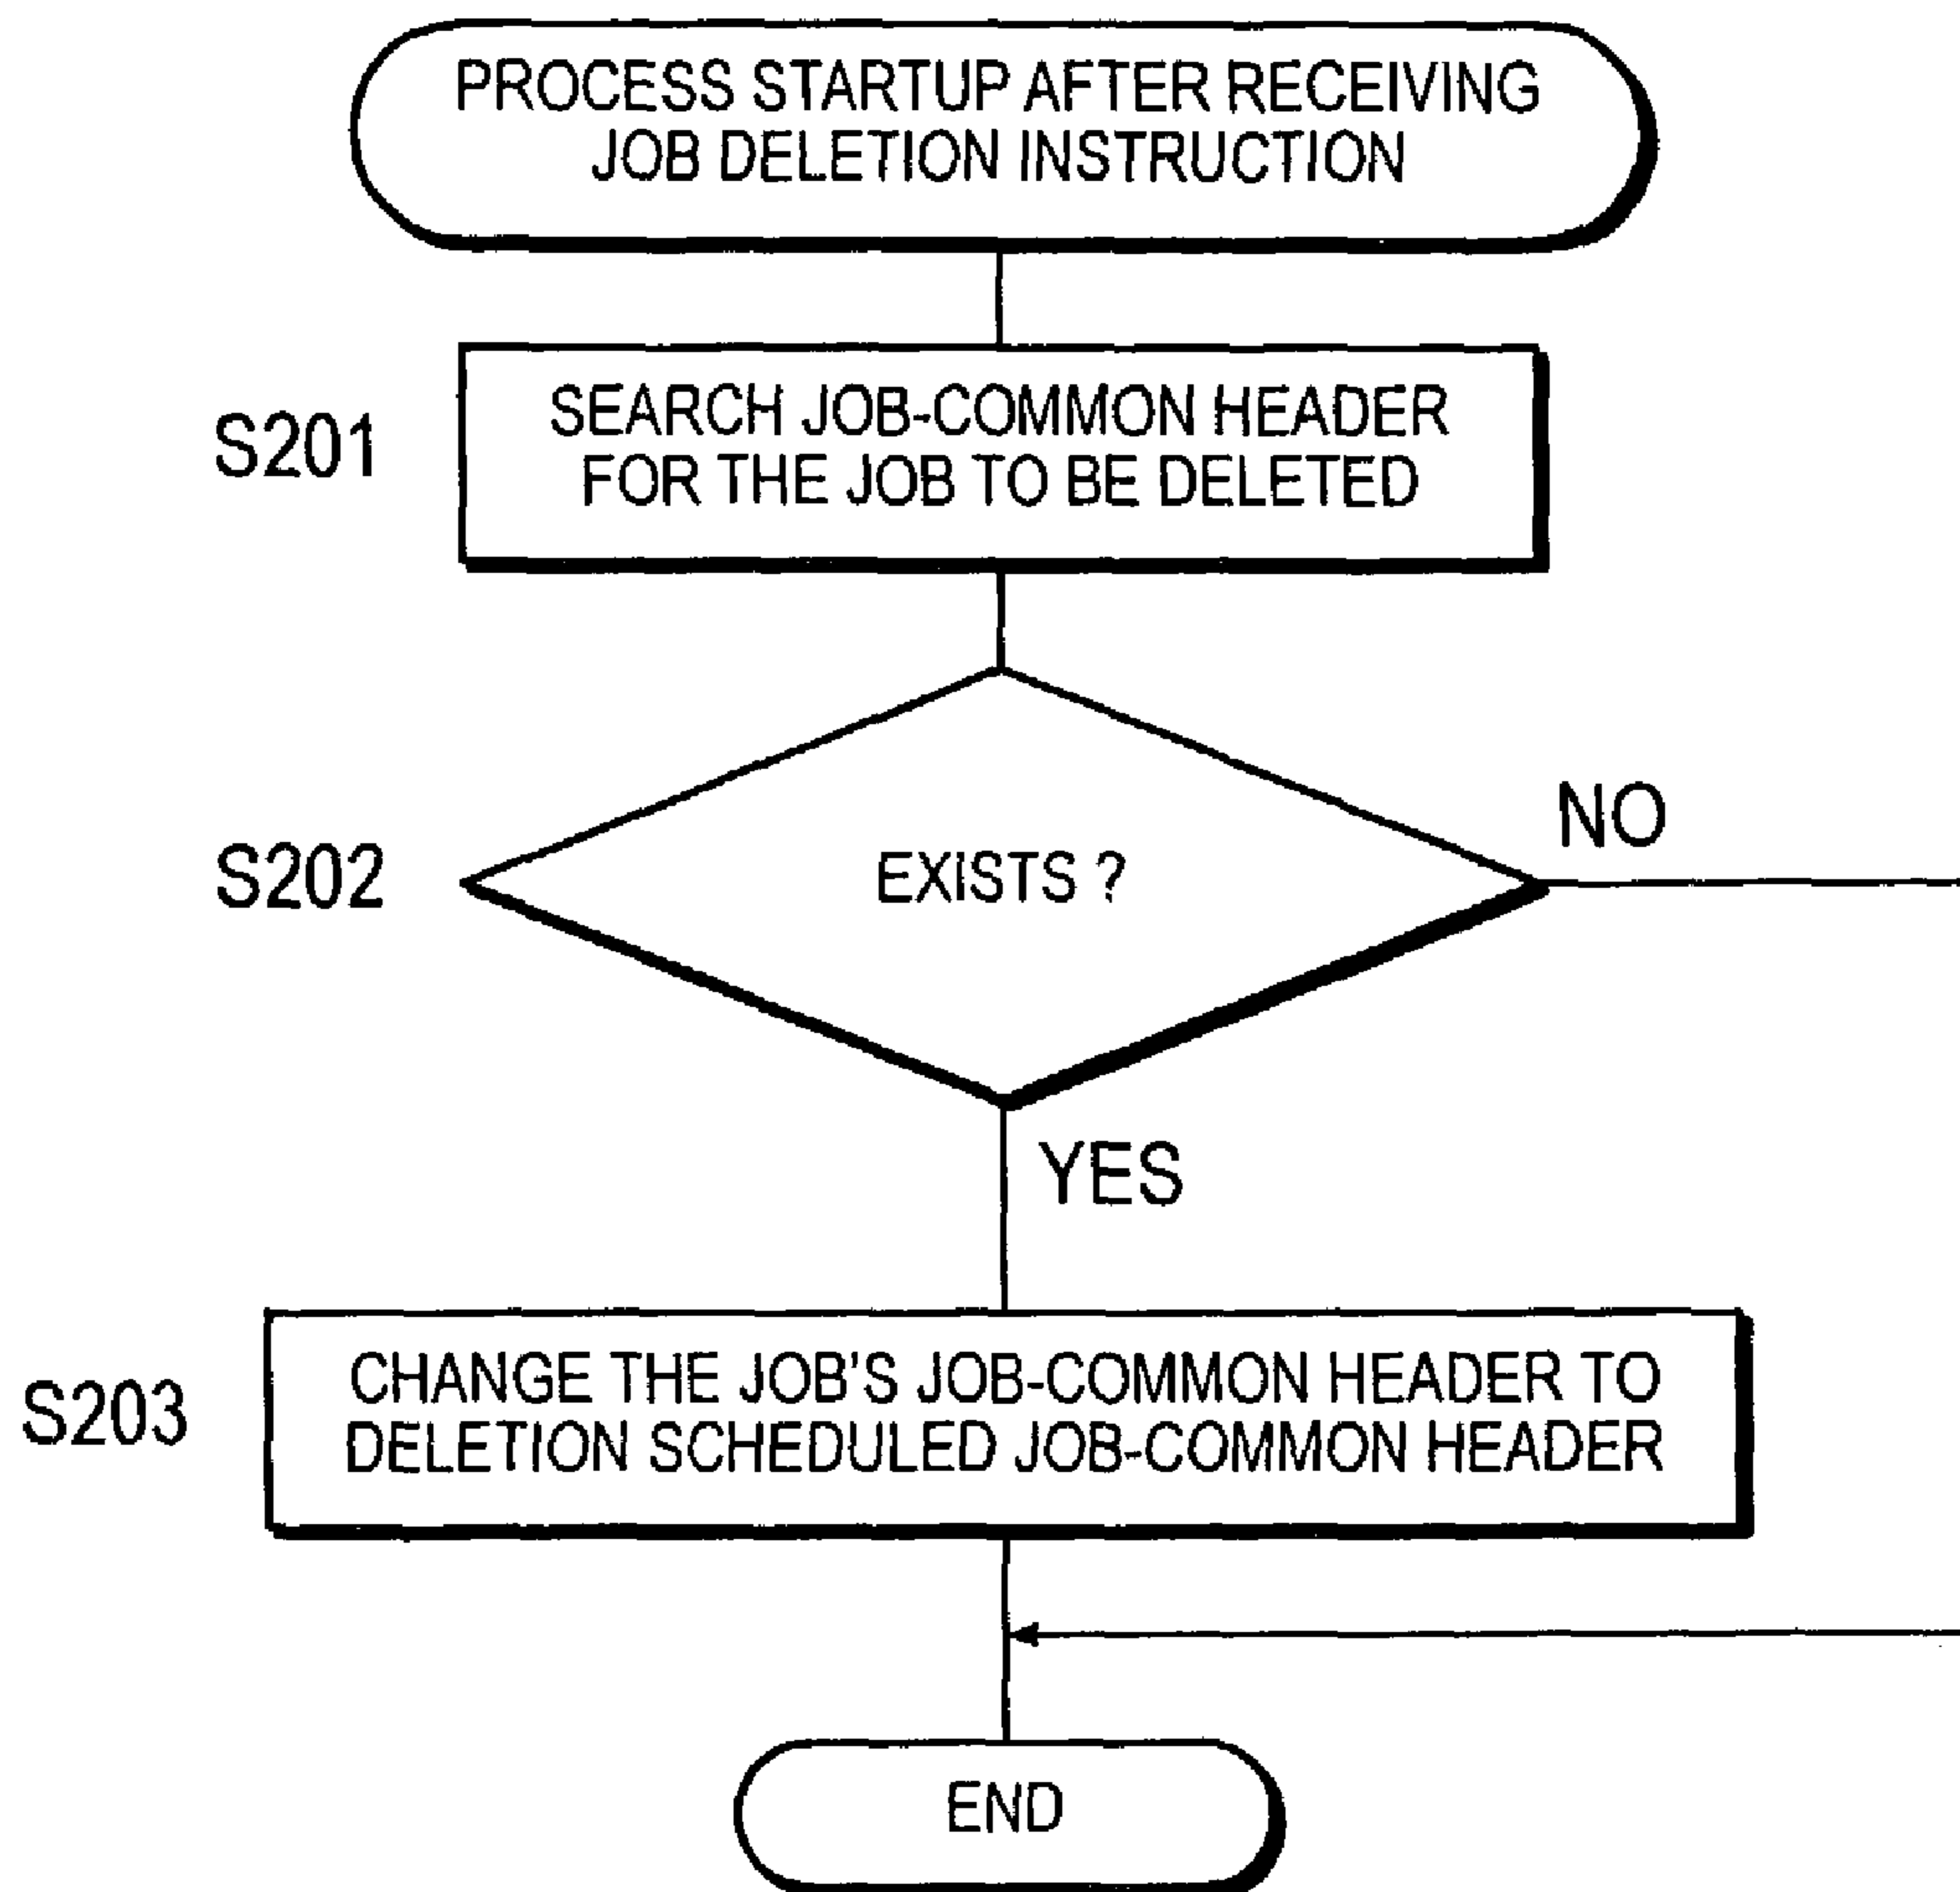 PROCESS STARTUP AFTER RECEIVING
JOB DELETION INSTRUCTION
S201
SEARCH JOB-COMMON HEADER
FOR THE JOB TO BE DELETED
S202
EXISTS ?
NO
YES
S203
CHANGE THE JOB'S JOB-COMMON HEADER TO
DELETION SCHEDULED JOB-COMMON HEADER
END